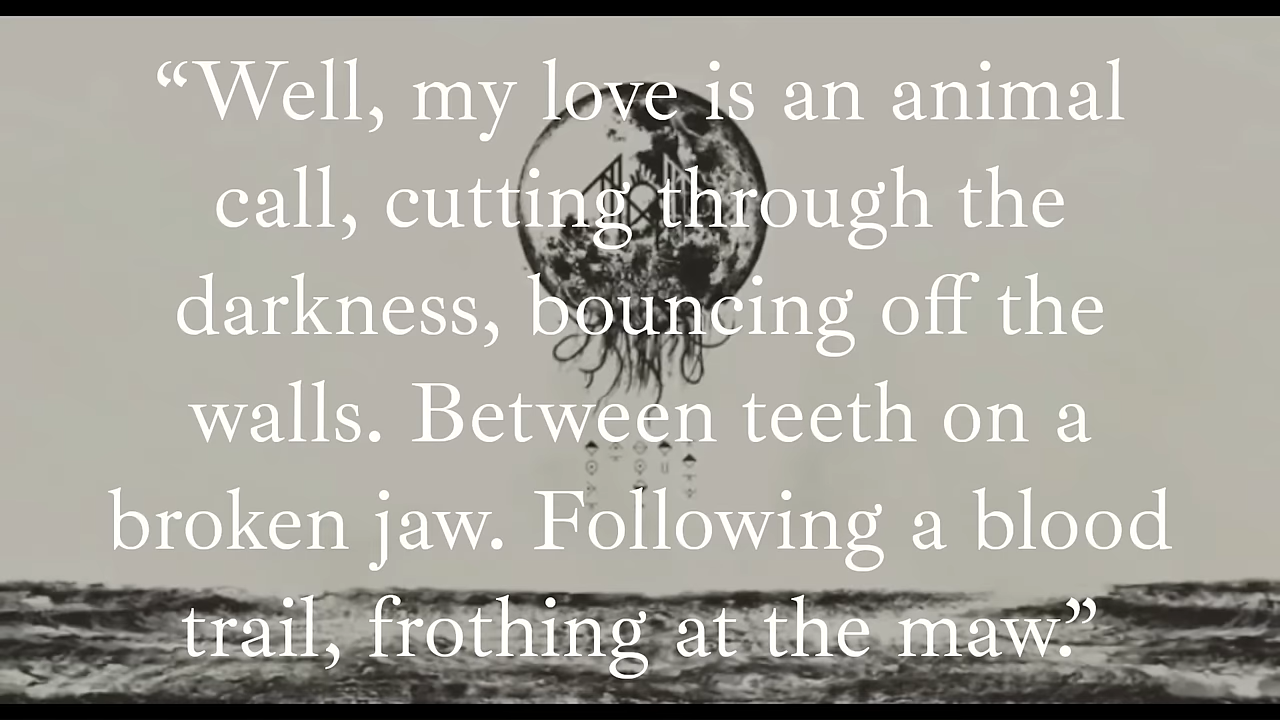 “Well, my love is an animal
call, cutting through the
darkness, bouncing off the
walls. Between teeth on a
broken jaw. Following a blood
trail, frothing at the maw.”